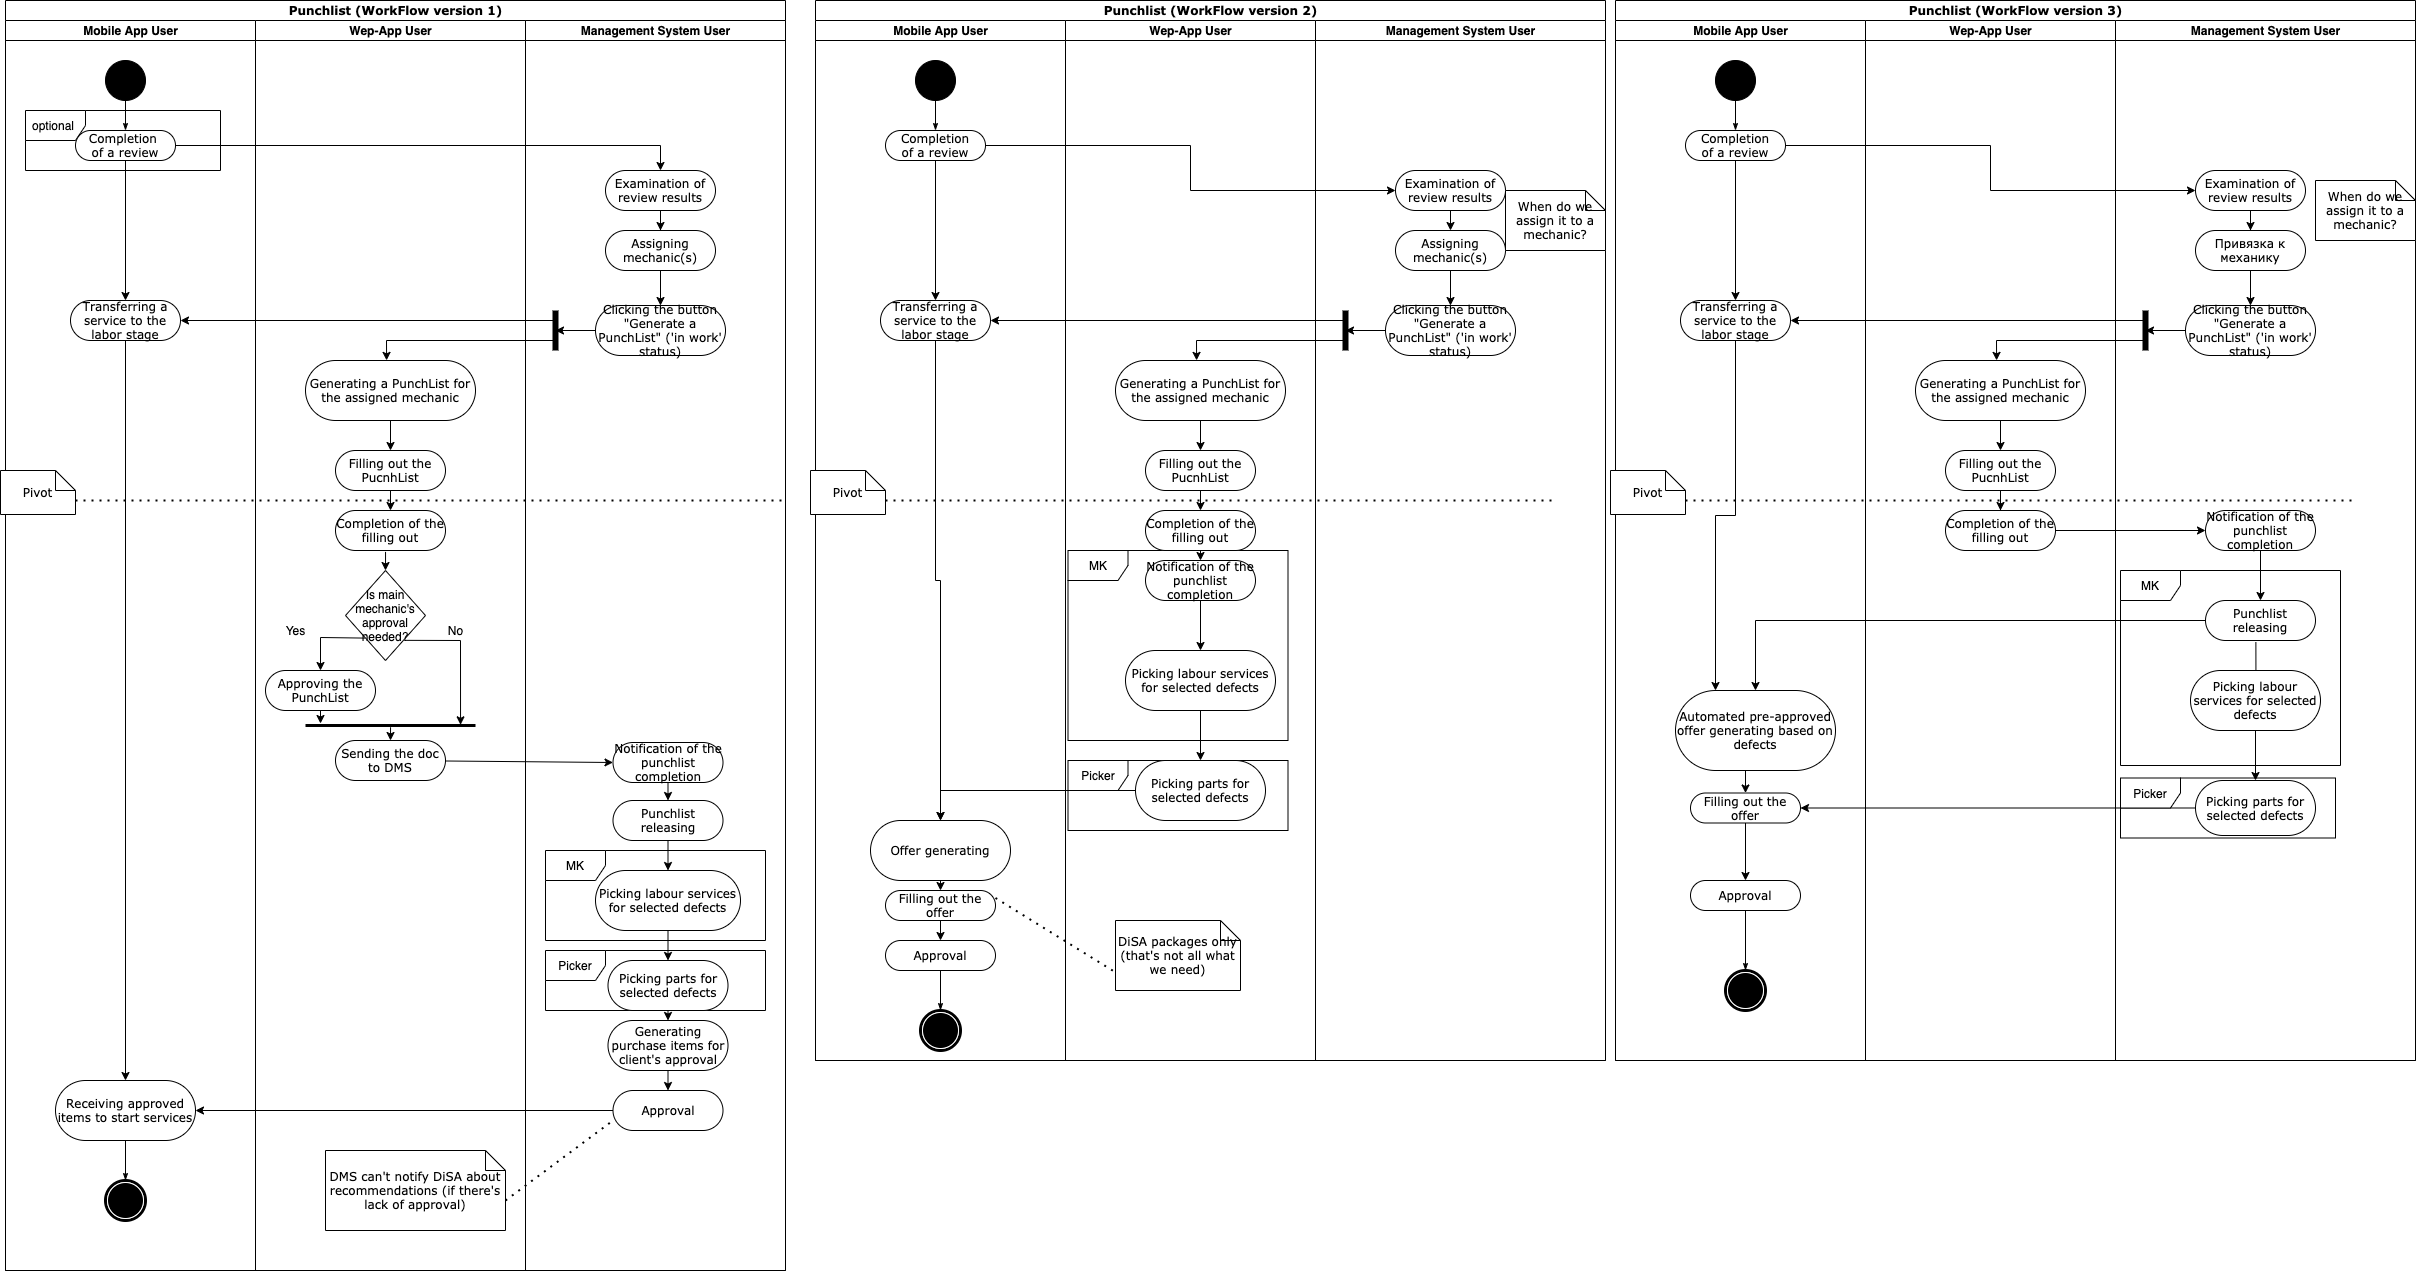 Punchlist (WorkFlow version 1)
Mobile App User
Wep-App User
Management System User
optional
Completion
of a review
Examination of
review results
Assigning
mechanic(s)
Clicking the button
"Generate a
PunchList" ('in work'
status)
Transferring a
service to the
labor stage
Generating a PunchList for
the assigned mechanic
Filling out the
PucnhList
Pivot
Completion of the
filling out
Is main
mechanic's
approval
needed?
Yes
No
Approving the
PunchList
Sending the doc
to DMS
Notification of the
punchlist
completion
Punchlist
releasing
MK
Picking labour services
for selected defects
Picker
Picking parts for
selected defects
Generating
purchase items for
client's approval
Approval
Receiving approved
items to start services
DMS can't notify DiSA about
recommendations (if there's
lack of approval)
Punchlist (WorkFlow version 2)
Mobile App User
Wep-App User
Management System User
Completion
of a review
Examination of
review results
When do we
assign it to a
mechanic?
Assigning
mechanic(s)
Clicking the button
"Generate a
PunchList" ('in work'
status)
Transferring a
service to the
labor stage
Generating a PunchList for
the assigned mechanic
Filling out the
PucnhList
Pivot
Completion of the
filling out
MK
Notification of the
punchlist
completion
Picking labour services
for selected defects
Picker
Picking parts for
selected defects
Offer generating
Filling out the
offer
Approval
DiSA packages only
(that's not all what
we need)
Punchlist (WorkFlow version 3)
Mobile App User
Wep-App User
Management System User
Completion
of a review
Examination of
review results
When do we
assign it to a
mechanic?
Привязка к
механику
Clicking the button
"Generate a
PunchList" ('in work'
status)
Transferring a
service to the
labor stage
Generating a PunchList for
the assigned mechanic
Filling out the
PucnhList
Pivot
Completion of the
filling out
Notification of the
punchlist
completion
MK
Punchlist
releasing
Picking labour
services for selected
defects
Automated pre-approved
offer generating based on
defects
Picker
Picking parts for
selected defects
Filling out the
offer
Approval